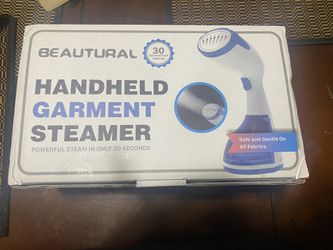 BEAUTURAL
30
HANDHELD
GARMENT
STEAMER
POWERFUL STEAM IN ONLY 30 SECONDS
Safe and Gentle On
All Fabrics.